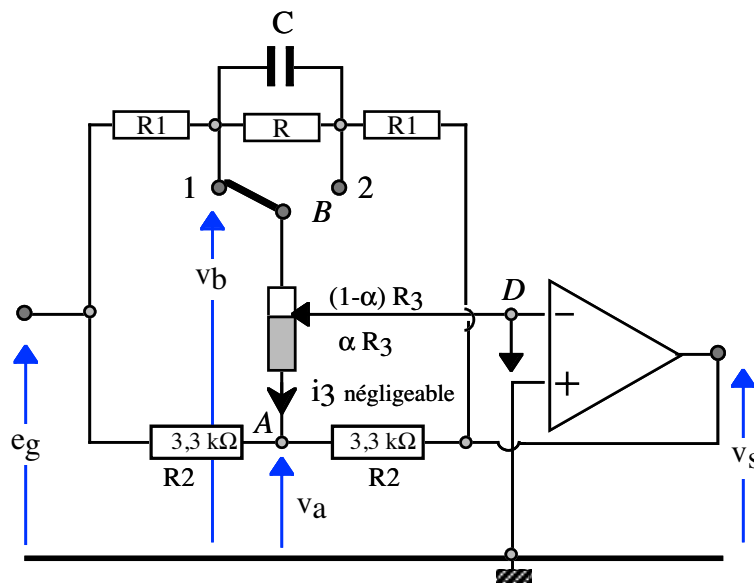 C
R1
R
R1
1
2
B
vb
(1-α) R3
D
α R3
−
+
i3 négligeable
A
eg
3,3 kΩ
3,3 kΩ
R2
R2
va
vs